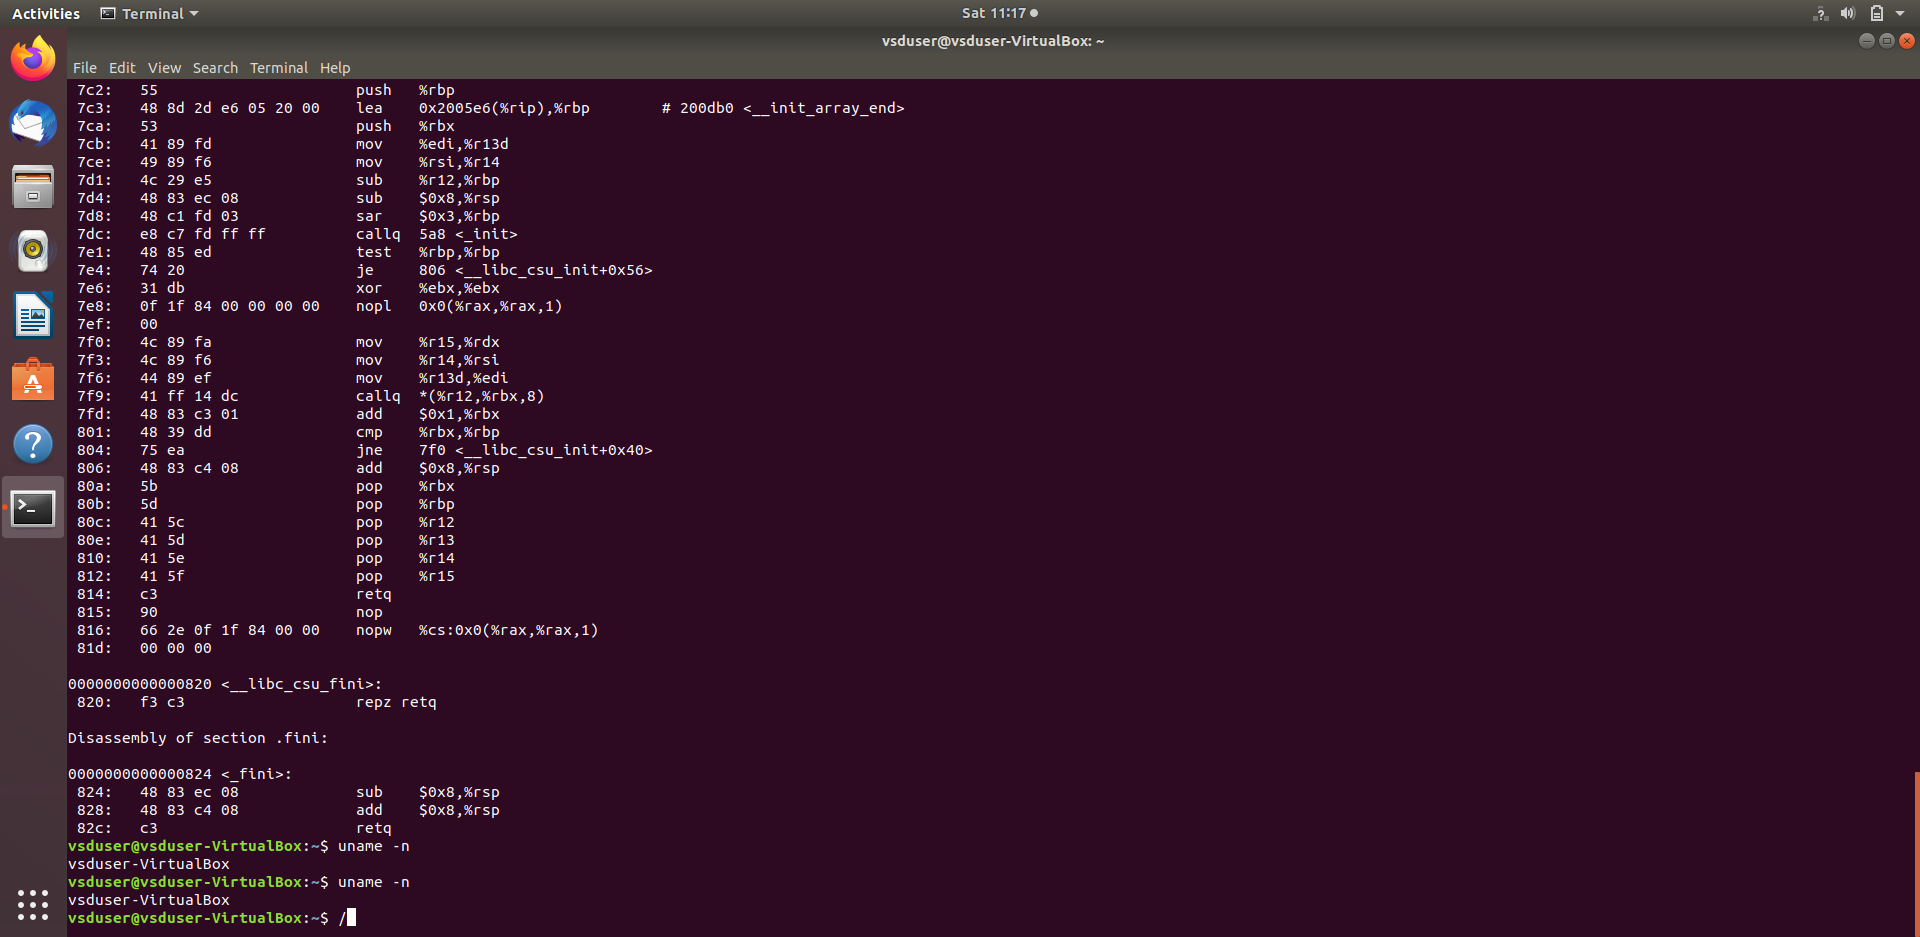 Activities Terminal Sat 11:17
vsduser@vsduser-VirtualBox: ~
File Edit View Search Terminal Help
7c2: 55 push %rbp
7c3: 48 8d 2d e6 05 20 00 lea 0x2005e6(%rip),%rbp # 200db0 <__init_array_end>
7ca: 53 push %rbx
7cb: 41 89 fd mov %edi,%r13d
7ce: 49 89 f6 mov %rsi,%r14
7d1: 4c 29 e5 sub %r12,%rbp
7d4: 48 83 ec 08 sub $0x8,%rsp
7d8: 48 c1 fd 03 sar $0x3,%rbp
7dc: e8 c7 fd ff ff callq 5a8 <_init>
7e1: 48 85 ed test %rbp,%rbp
7e4: 74 20 je 806 <__libc_csu_init+0x56>
7e6: 31 db xor %ebx,%ebx
7e8: 0f 1f 84 00 00 00 00 nopl 0x0(%rax,%rax,1)
7ef: 00
7f0: 4c 89 fa mov %r15,%rdx
7f3: 4c 89 f6 mov %r14,%rsi
7f6: 44 89 ef mov %r13d,%edi
7f9: 41 ff 14 dc callq *(%r12,%rbx,8)
7fd: 48 83 c3 01 add $0x1,%rbx
801: 48 39 dd cmp %rbx,%rbp
804: 75 ea jne 7f0 <__libc_csu_init+0x40>
806: 48 83 c4 08 add $0x8,%rsp
80a: 5b pop %rbx
80b: 5d pop %rbp
80c: 41 5c pop %r12
80e: 41 5d pop %r13
810: 41 5e pop %r14
812: 41 5f pop %r15
814: c3 retq
815: 90 nop
816: 66 2e 0f 1f 84 00 00 nopw %cs:0x0(%rax,%rax,1)
81d: 00 00 00
0000000000000820 <__libc_csu_fini>:
820: f3 c3 repz retq
Disassembly of section .fini:
0000000000000824 <_fini>:
824: 48 83 ec 08 sub $0x8,%rsp
828: 48 83 c4 08 add $0x8,%rsp
82c: c3 retq
vsduser@vsduser-VirtualBox:~$ uname -n
vsduser-VirtualBox
vsduser@vsduser-VirtualBox:~$ uname -n
vsduser-VirtualBox
vsduser@vsduser-VirtualBox:~$ /